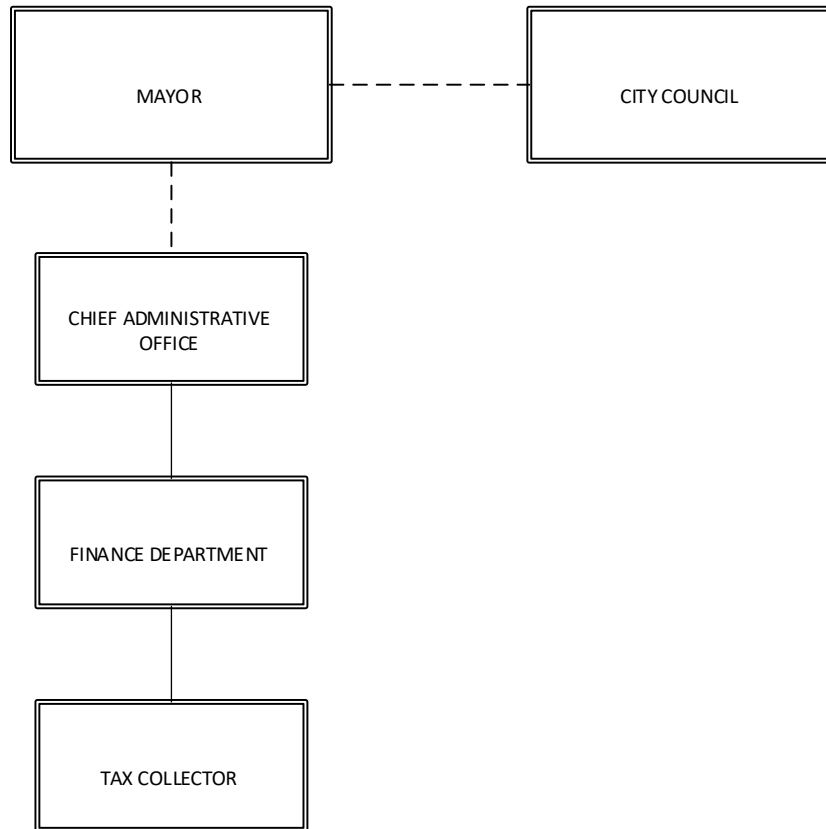 MAYOR
CITY COUNCIL
CHIEF ADMINISTRATIVE
OFFICE
FINANCE DEPARTMENT
TAX COLLECTOR